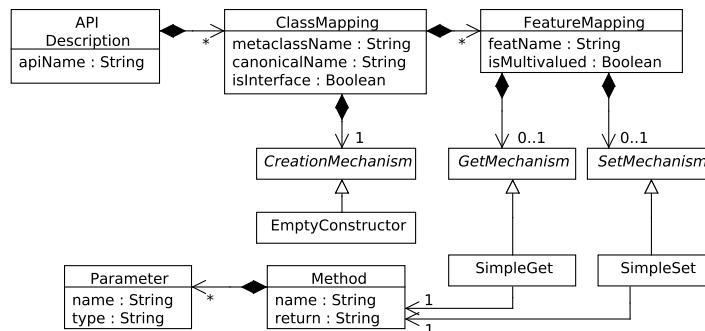 API
Description
apiName : String
*
ClassMapping
metaclassName : String
canonicalName : String
isInterface : Boolean
*
FeatureMapping
featName : String
isMultivalued : Boolean
1
0..1
0..1
CreationMechanism
GetMechanism
SetMechanism
EmptyConstructor
SimpleGet
SimpleSet
Parameter
name : String
type : String
*
Method
name : String
return : String
1
1